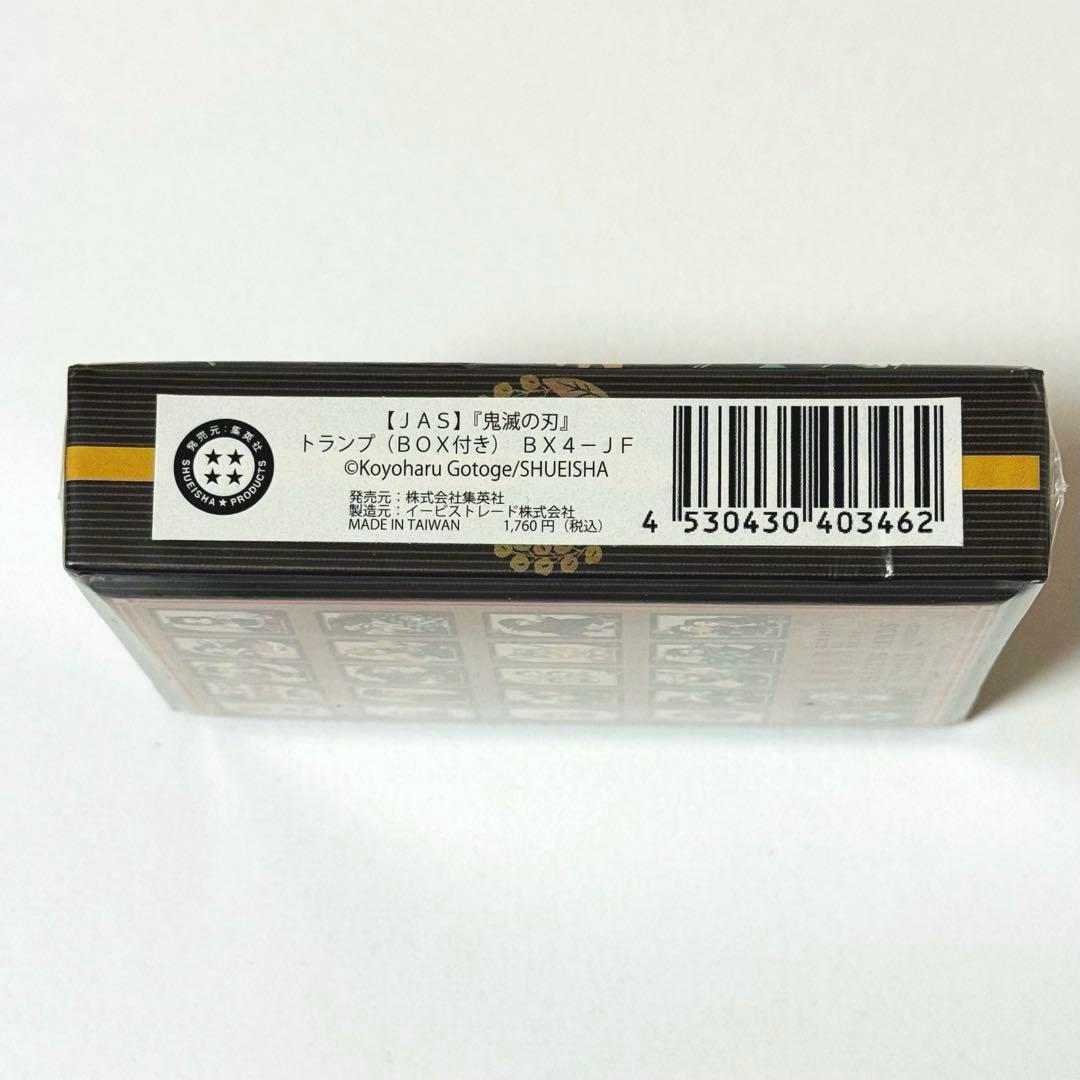 発売元：集英社
SHUEISHA★PRODUCTS
【ＪＡＳ】『鬼滅の刃』
トランプ（ＢＯＸ付き）　ＢＸ４－ＪＦ
©Koyoharu Gotoge/SHUEISHA
発売元：株式会社集英社
製造元：イービストレード株式会社
MADE IN TAIWAN 1,760円（税込）
4 530430 403462